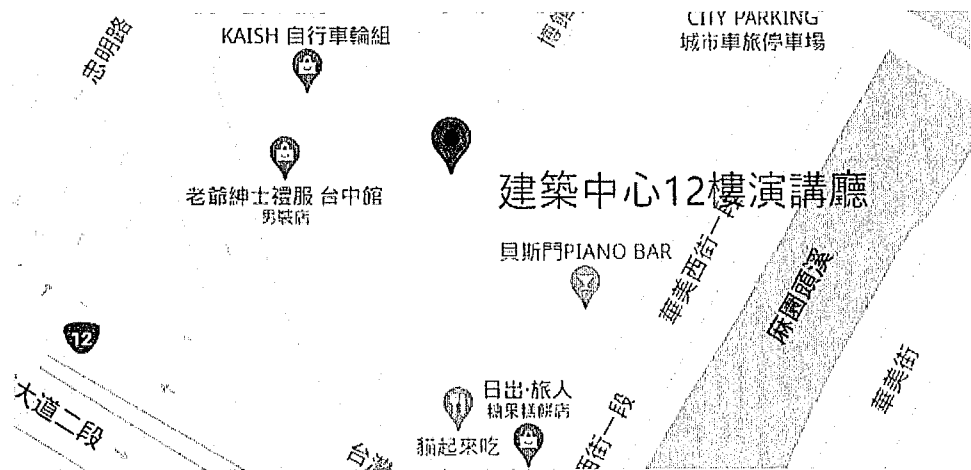 CITY PARKING
城市車旅停車場
KAISH 自行車輪組
忠明路
博館
老爺紳士禮服 台中館
男裝店
建築中心12樓演講廳
貝斯門PIANO BAR
華美西街一段
麻園頭溪
12
華美街
大道二段
日出·旅人
糖果糕餅店
貓起來吃
台灣
西街一段